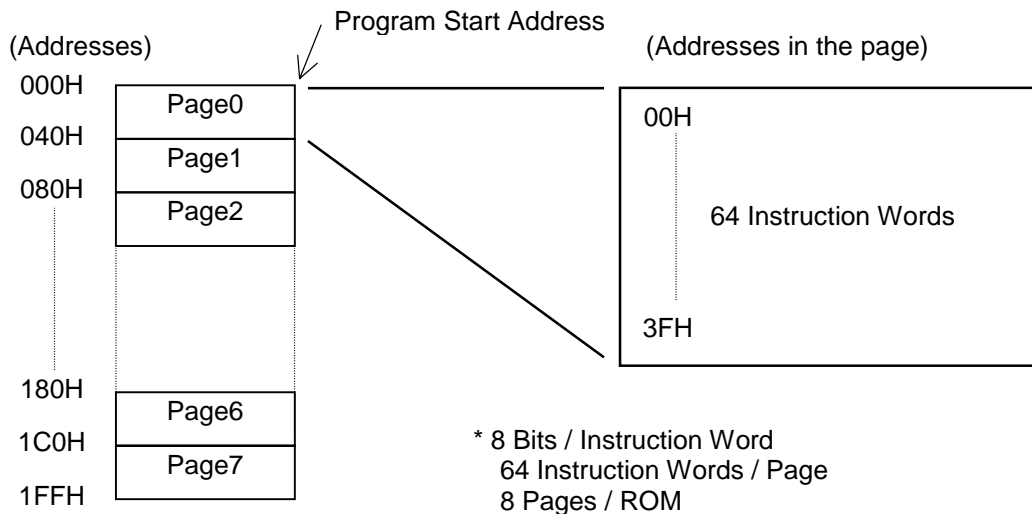 Program Start Address
(Addresses)
(Addresses in the page)
000H
Page0
00H
040H
Page1
080H
Page2
64 Instruction Words
3FH
180H
Page6
1C0H
Page7
1FFH
* 8 Bits / Instruction Word
64 Instruction Words / Page
8 Pages / ROM